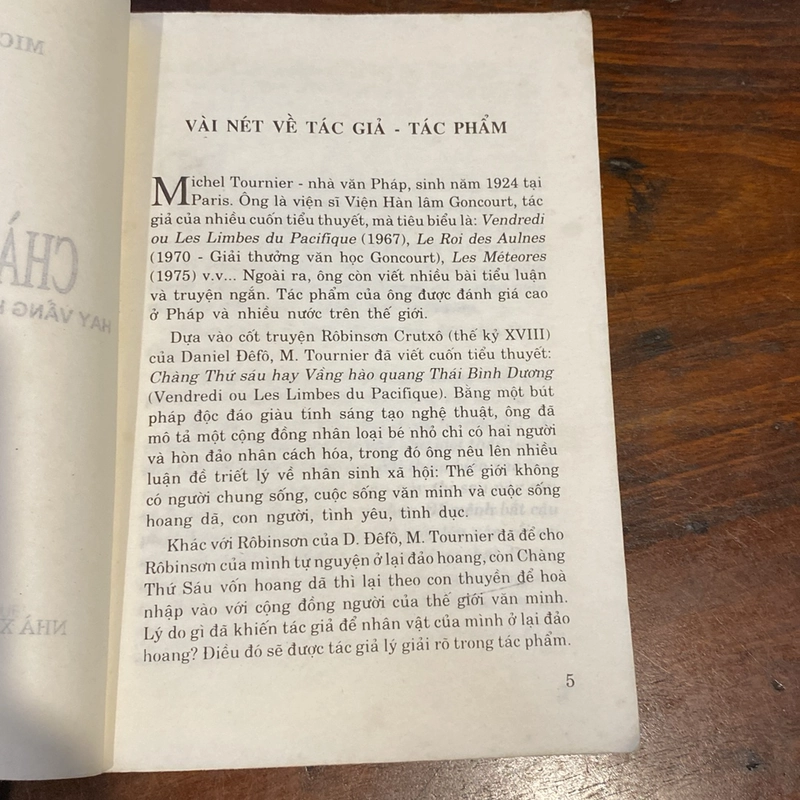 VÀI NÉT VỀ TÁC GIẢ - TÁC PHẨM
Michel Tournier - nhà văn Pháp, sinh năm 1924 tại
Paris. Ông là viện sĩ Viện Hàn lâm Goncourt, tác
giả của nhiều cuốn tiểu thuyết, mà tiêu biểu là: Vendredi
ou Les Limbes du Pacifique (1967), Le Roi des Aulnes
(1970 - Giải thưởng văn học Goncourt), Les Méteores
(1975) v.v... Ngoài ra, ông còn viết nhiều bài tiểu luận
và truyện ngắn. Tác phẩm của ông được đánh giá cao
ở Pháp và nhiều nước trên thế giới.
Dựa vào cốt truyện Rôbinsơn Crutxô (thế kỷ XVIII)
của Daniel Đêfô, M. Tournier đã viết cuốn tiểu thuyết:
Chàng Thứ sáu hay Vầng hào quang Thái Bình Dương
(Vendredi ou Les Limbes du Pacifique). Bằng một bút
pháp độc đáo giàu tính sáng tạo nghệ thuật, ông đã
mô tả một cộng đồng nhân loại bé nhỏ chỉ có hai người
và hòn đảo nhân cách hóa, trong đó ông nêu lên nhiều
luận đề triết lý về nhân sinh xã hội: Thế giới không
có người chung sống, cuộc sống văn minh và cuộc sống
hoang dã, con người, tình yêu, tình dục.
Khác với Rôbinsơn của D. Đêfô, M. Tournier đã để cho
Rôbinsơn của mình tự nguyện ở lại đảo hoang, còn Chàng
Thứ Sáu vốn hoang dã thì lại theo con thuyền để hoà
nhập vào với cộng đồng người của thế giới văn minh.
Lý do gì đã khiến tác giả để nhân vật của mình ở lại đảo
hoang? Điều đó sẽ được tác giả lý giải rõ trong tác phẩm.
5